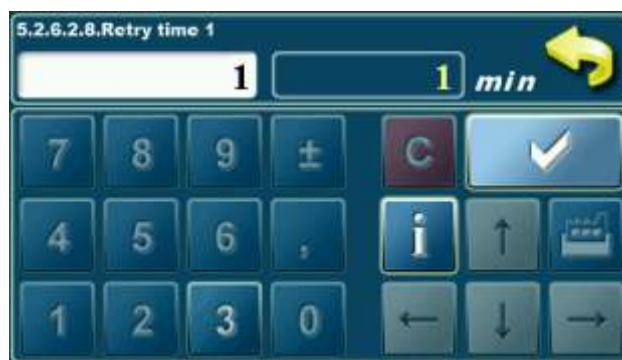 5.2.6.2.8.Retry time 1
1 1 min
7 8 9 ± C
4 5 6 , i ↑
1 2 3 0 ← ↓ →